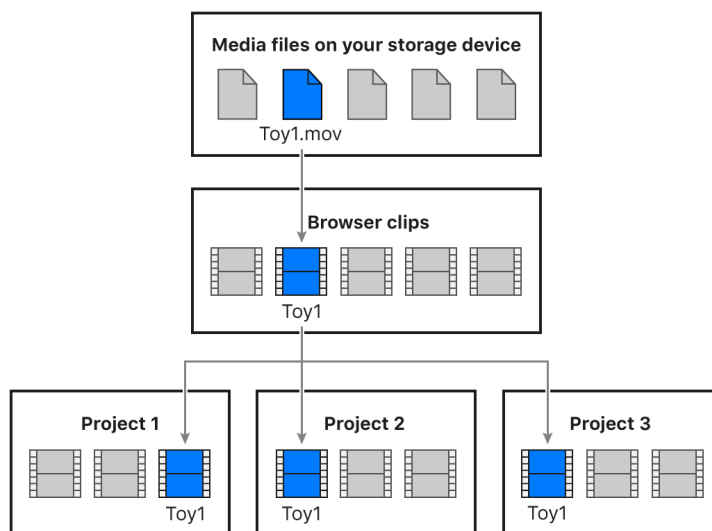 Media files on your storage device
Toy1.mov
Browser clips
Toy1
Project 1
Project 2
Project 3
Toy1
Toy1
Toy1